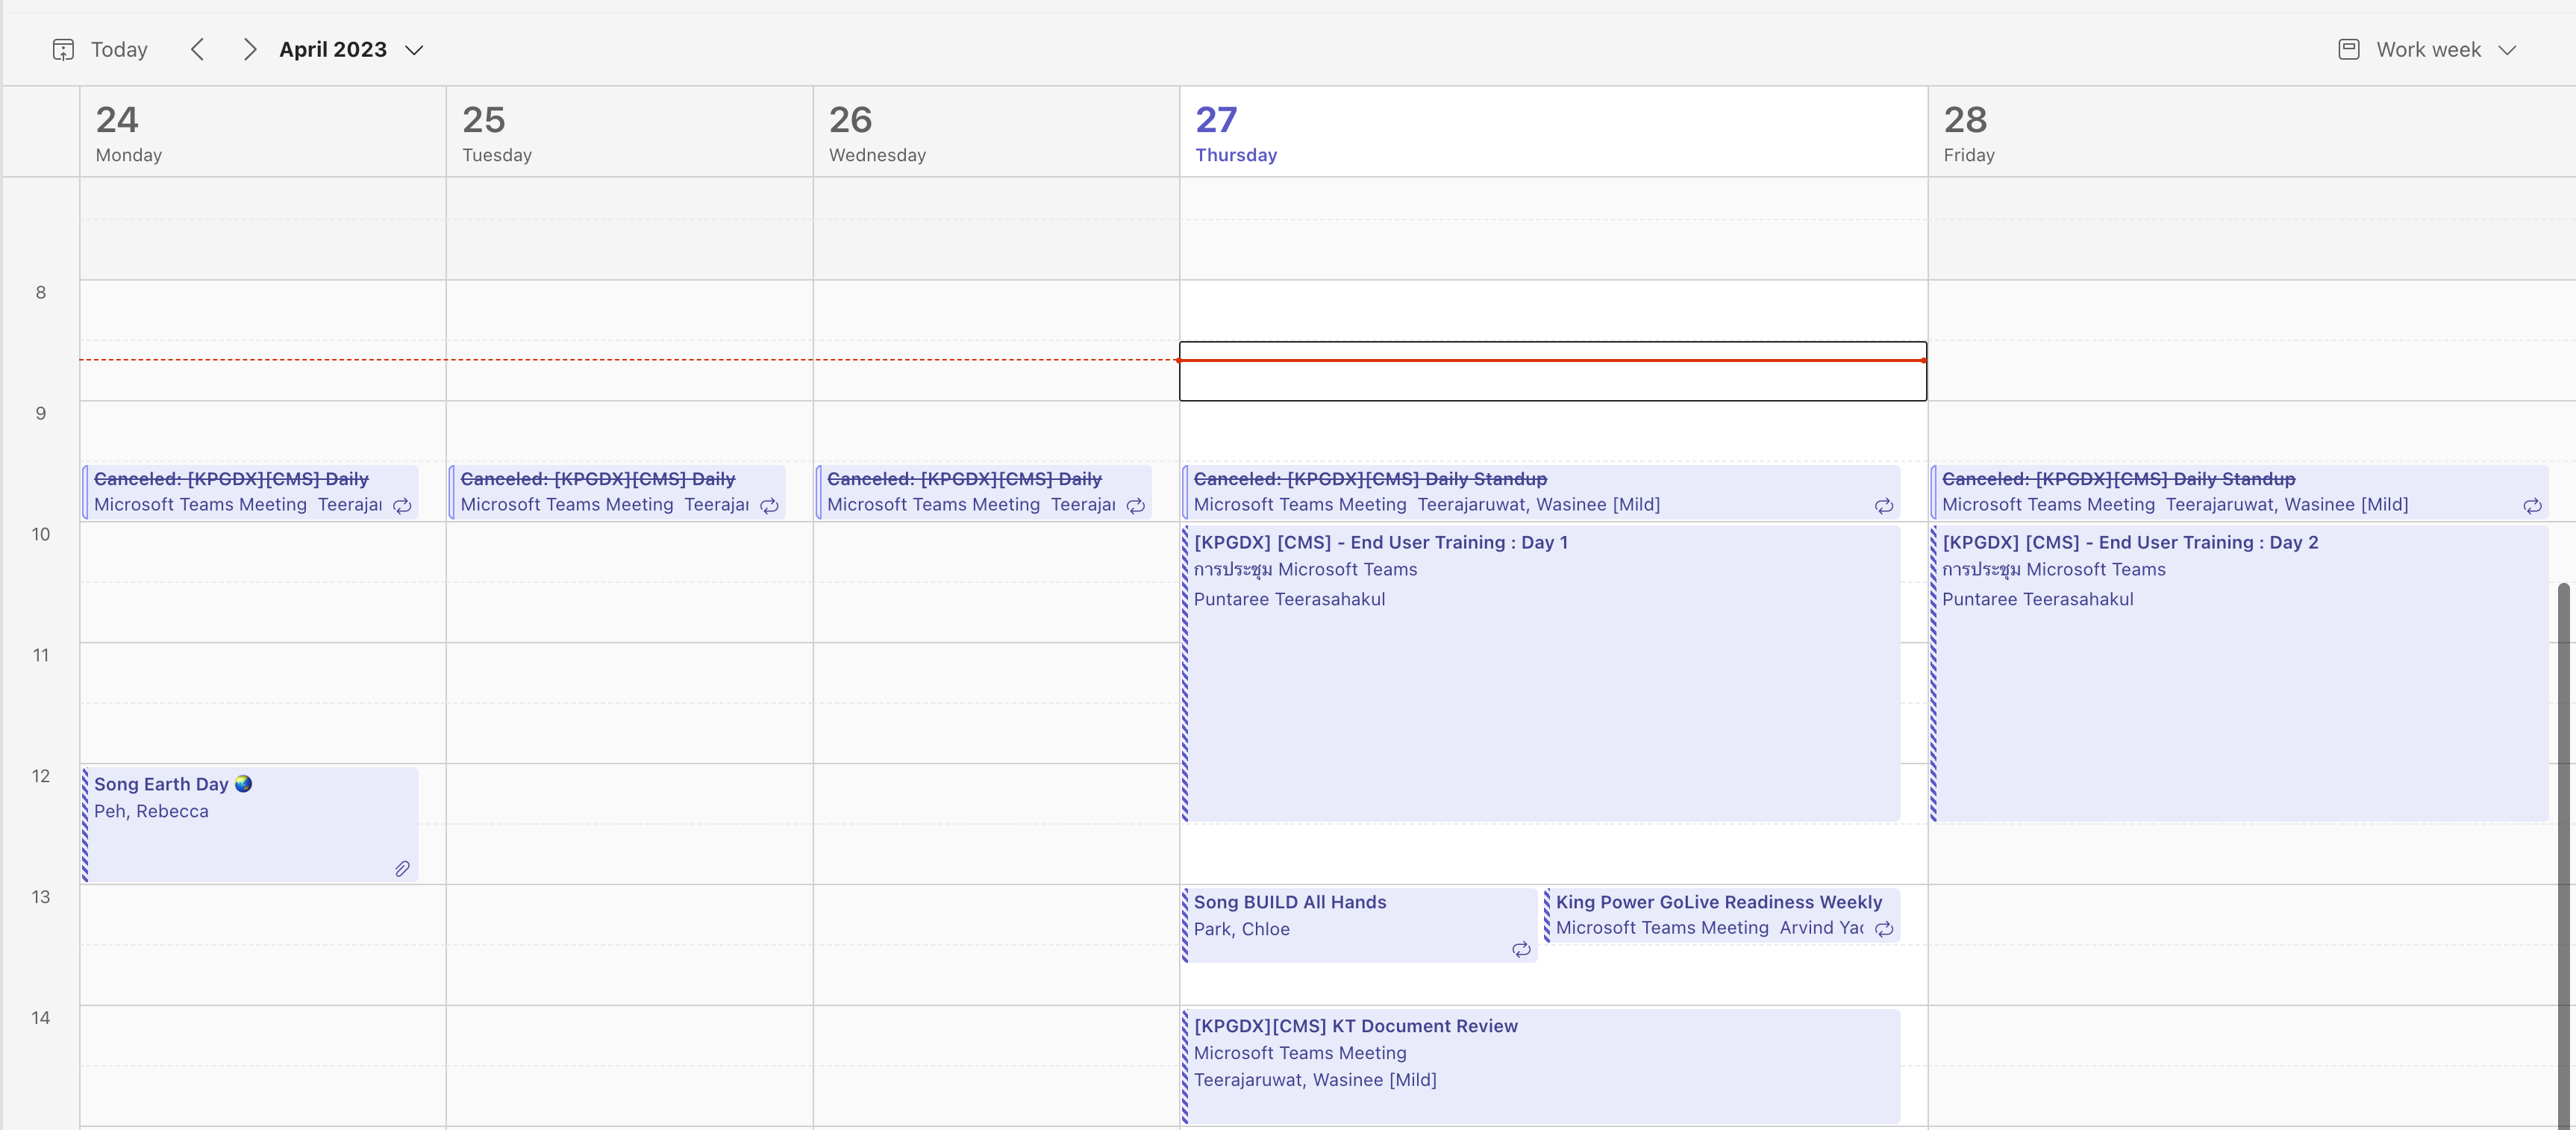 Today April 2023 Work week
24
Monday
25
Tuesday
26
Wednesday
27
Thursday
28
Friday
8
9
10
11
12
13
14
Canceled: [KPGDX][CMS] Daily
Microsoft Teams Meeting
Song Earth Day 🌏
Peh, Rebecca
Canceled: [KPGDX][CMS] Daily
Microsoft Teams Meeting
Canceled: [KPGDX][CMS] Daily
Microsoft Teams Meeting
Canceled: [KPGDX][CMS] Daily Standup
Microsoft Teams Meeting Teerajaruwat, Wasinee [Mild]
[KPGDX] [CMS] - End User Training : Day 1
การประชุม Microsoft Teams
Puntaree Teerasahakul
Song BUILD All Hands
Park, Chloe
King Power GoLive Readiness Weekly
Microsoft Teams Meeting Arvind
[KPGDX][CMS] KT Document Review
Microsoft Teams Meeting
Teerajaruwat, Wasinee [Mild]
Canceled: [KPGDX][CMS] Daily Standup
Microsoft Teams Meeting Teerajaruwat, Wasinee [Mild]
[KPGDX] [CMS] - End User Training : Day 2
การประชุม Microsoft Teams
Puntaree Teerasahakul